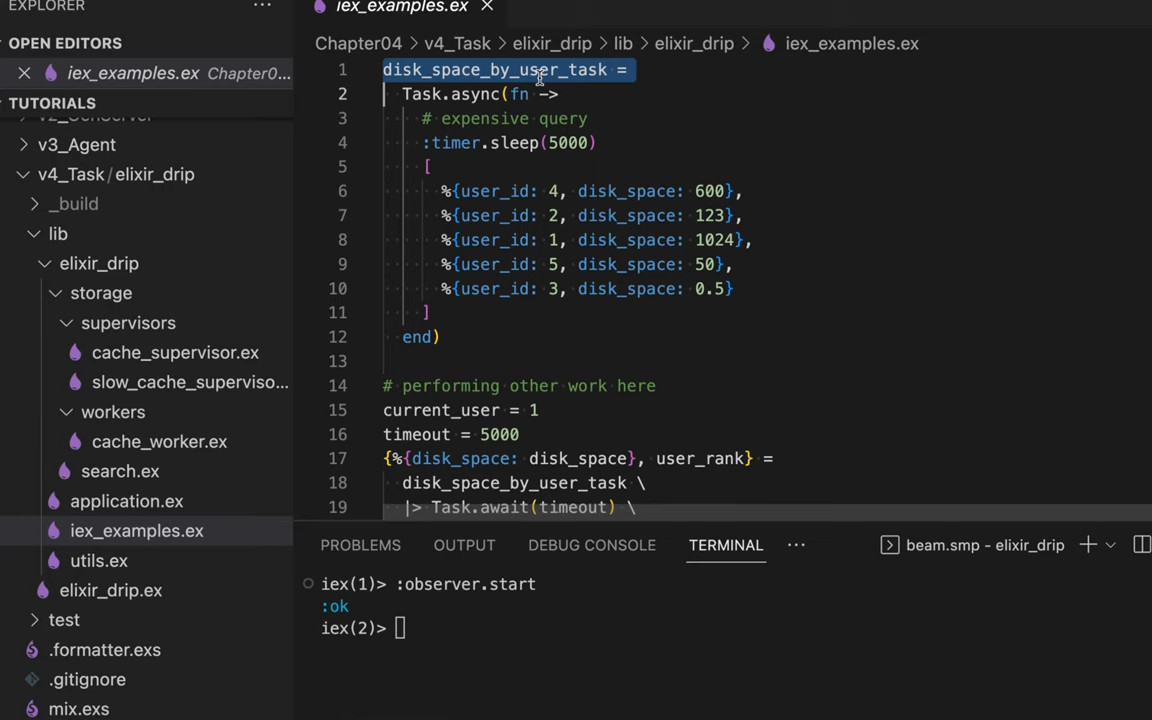 EXPLORER
···
OPEN EDITORS
iex_examples.ex Chapter0...
TUTORIALS
v2_GenServer
v3_Agent
v4_Task / elixir_drip
_build
lib
elixir_drip
storage
supervisors
cache_supervisor.ex
slow_cache_superviso...
workers
cache_worker.ex
search.ex
application.ex
iex_examples.ex
utils.ex
elixir_drip.ex
test
.formatter.exs
.gitignore
mix.exs
iex_examples.ex
Chapter04 > v4_Task > elixir_drip > lib > elixir_drip > iex_examples.ex
1 disk_space_by_user_task =
2 Task.async(fn ->
3 # expensive query
4 :timer.sleep(5000)
5 [
6 %{user_id: 4, disk_space: 600},
7 %{user_id: 2, disk_space: 123},
8 %{user_id: 1, disk_space: 1024},
9 %{user_id: 5, disk_space: 50},
10 %{user_id: 3, disk_space: 0.5}
11 ]
12 end)
13
14 # performing other work here
15 current_user = 1
16 timeout = 5000
17 {%{disk_space: disk_space}, user_rank} =
18 disk_space_by_user_task \
19 |> Task.await(timeout) \
PROBLEMS OUTPUT DEBUG CONSOLE TERMINAL ··· beam.smp - elixir_drip
iex(1)> :observer.start
:ok
iex(2)>